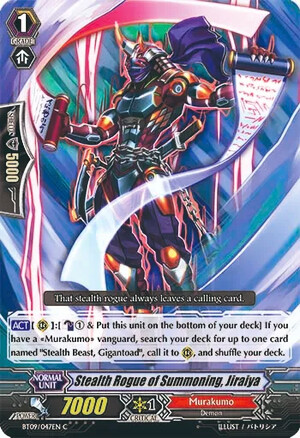 GRADE
1
SHIELD
5000
That stealth rogue always leaves a calling card.
ACT [ ]:[ ① & Put this unit on the bottom of your deck] If you
have a «Murakumo» vanguard, search your deck for up to one card
named "Stealth Beast, Gigantoad", call it to , and shuffle your deck.
NORMAL
UNIT
Stealth Rogue of Summoning, Jiraiya
POWER
7000
1
CRITICAL
Murakumo
Demon
BT09/047EN C
ILLUST / パトリシア